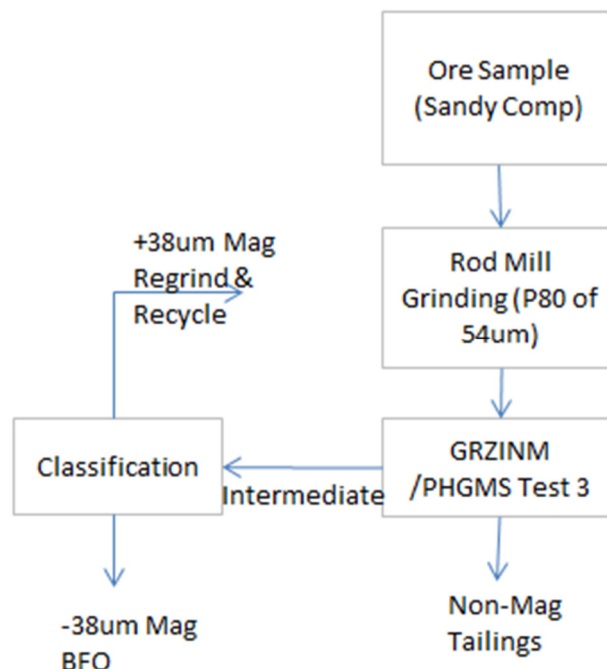 Ore Sample
(Sandy Comp)
+38um Mag
Regrind &
Recycle
Rod Mill
Grinding (P80 of
54um)
Classification
Intermediate
GRZINM
/PHGMS Test 3
-38um Mag
BFO
Non-Mag
Tailings